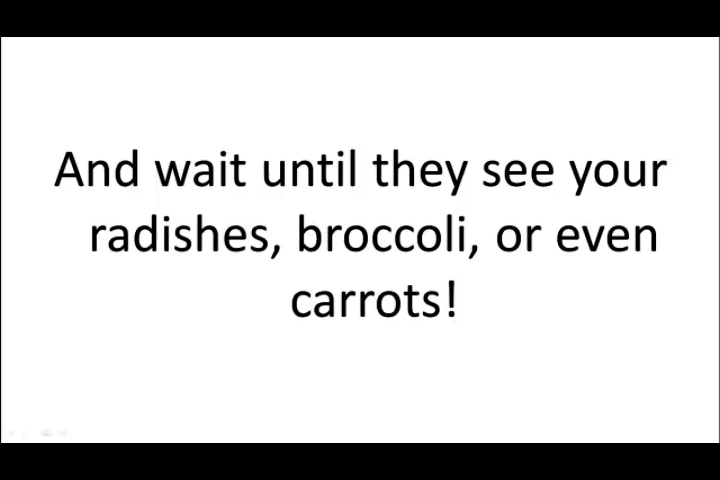 And wait until they see your
radishes, broccoli, or even
carrots!